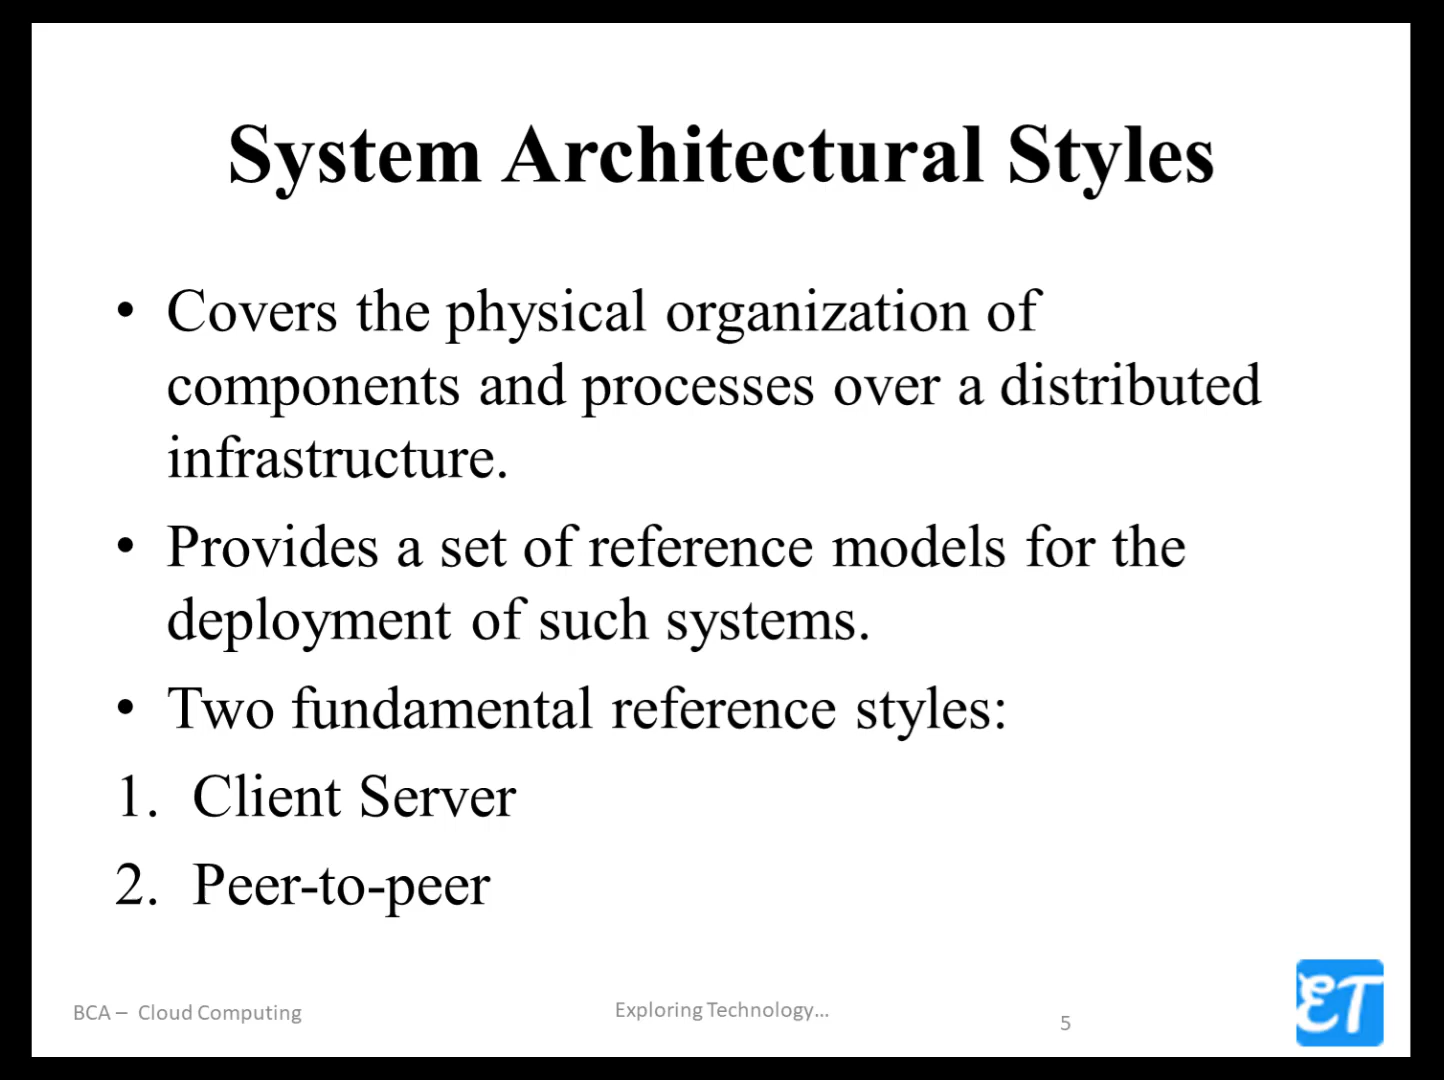 System Architectural Styles
• Covers the physical organization of
components and processes over a distributed
infrastructure.
• Provides a set of reference models for the
deployment of such systems.
• Two fundamental reference styles:
1. Client Server
2. Peer-to-peer
BCA – Cloud Computing
Exploring Technology...
5
ET